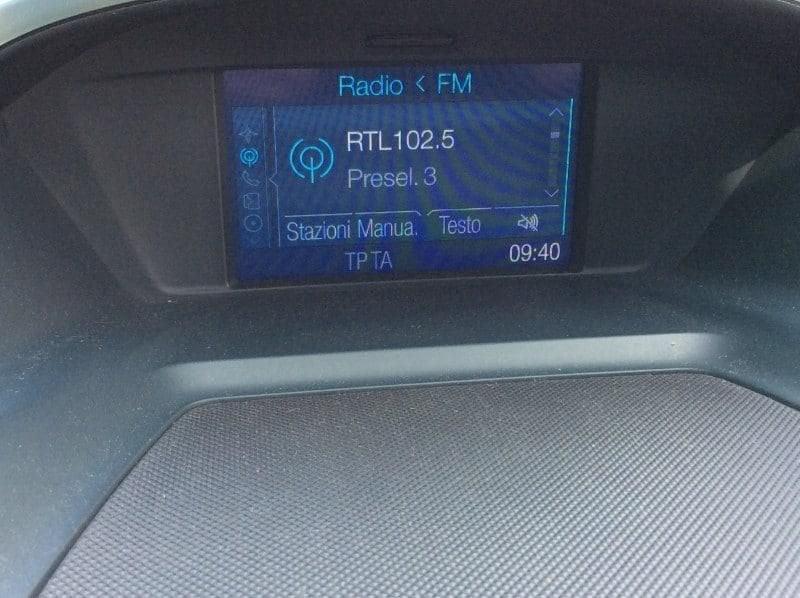 Radio < FM
RTL102.5
Presel. 3
Stazioni Manua. Testo
TP TA 09:40